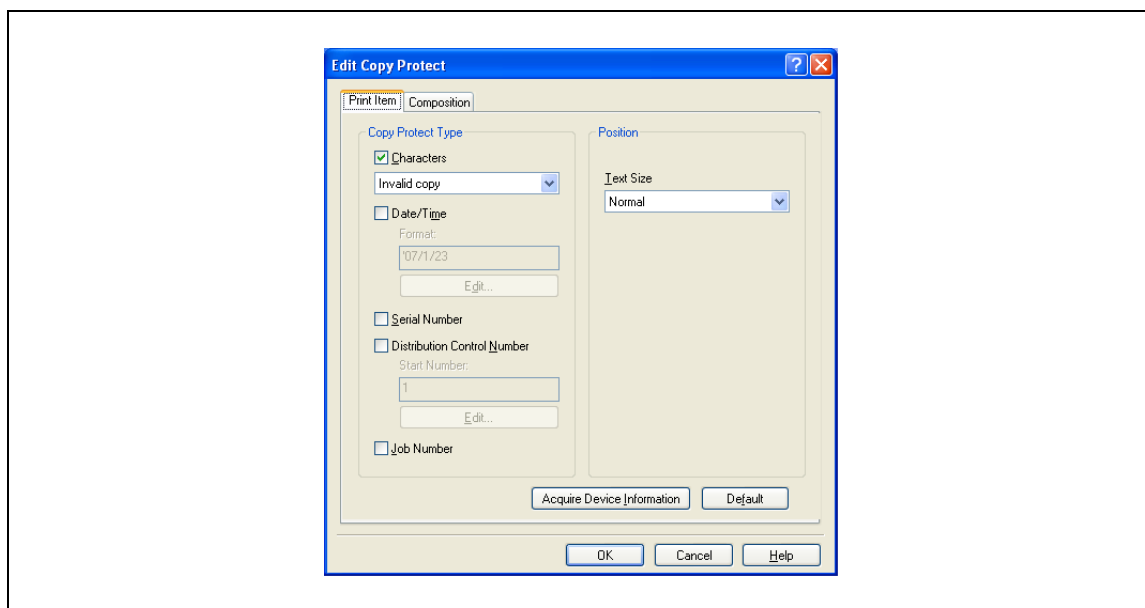 Edit Copy Protect
Print Item Composition
Copy Protect Type
Characters
Invalid copy
Date/Time
Format:
'07/1/23
Edit...
Serial Number
Distribution Control Number
Start Number:
1
Edit...
Job Number
Position
Text Size
Normal
Acquire Device Information Default
OK Cancel Help